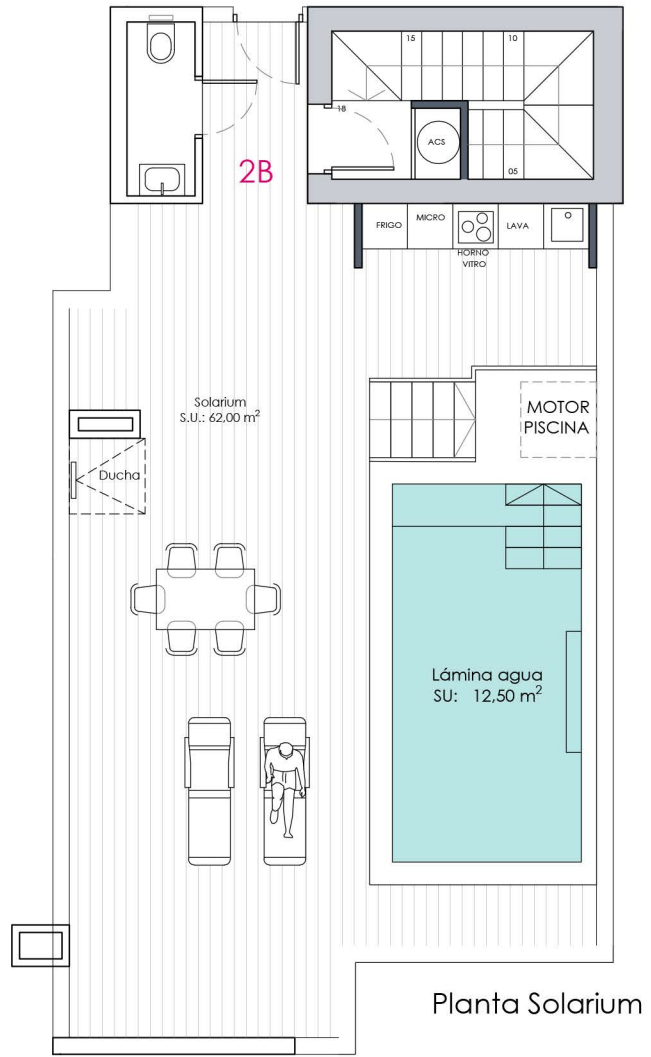 15
10
18
ACS
05
2B
FRIGO
MICRO
LAVA
HORNO
VITRO
Solarium
S.U.: 62,00 m²
MOTOR
PISCINA
Ducha
Lámina agua
SU: 12,50 m²
Planta Solarium